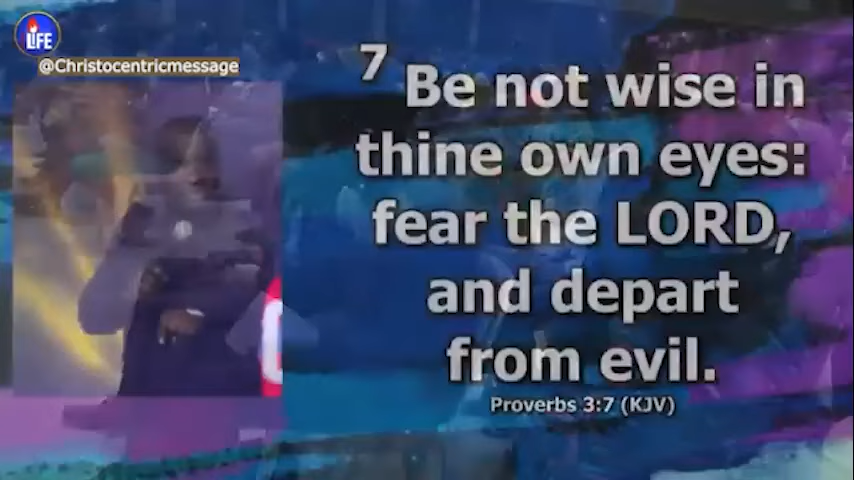 LIFE
@Christocentricmessage
7 Be not wise in
thine own eyes:
fear the LORD,
and depart
from evil.
Proverbs 3:7 (KJV)